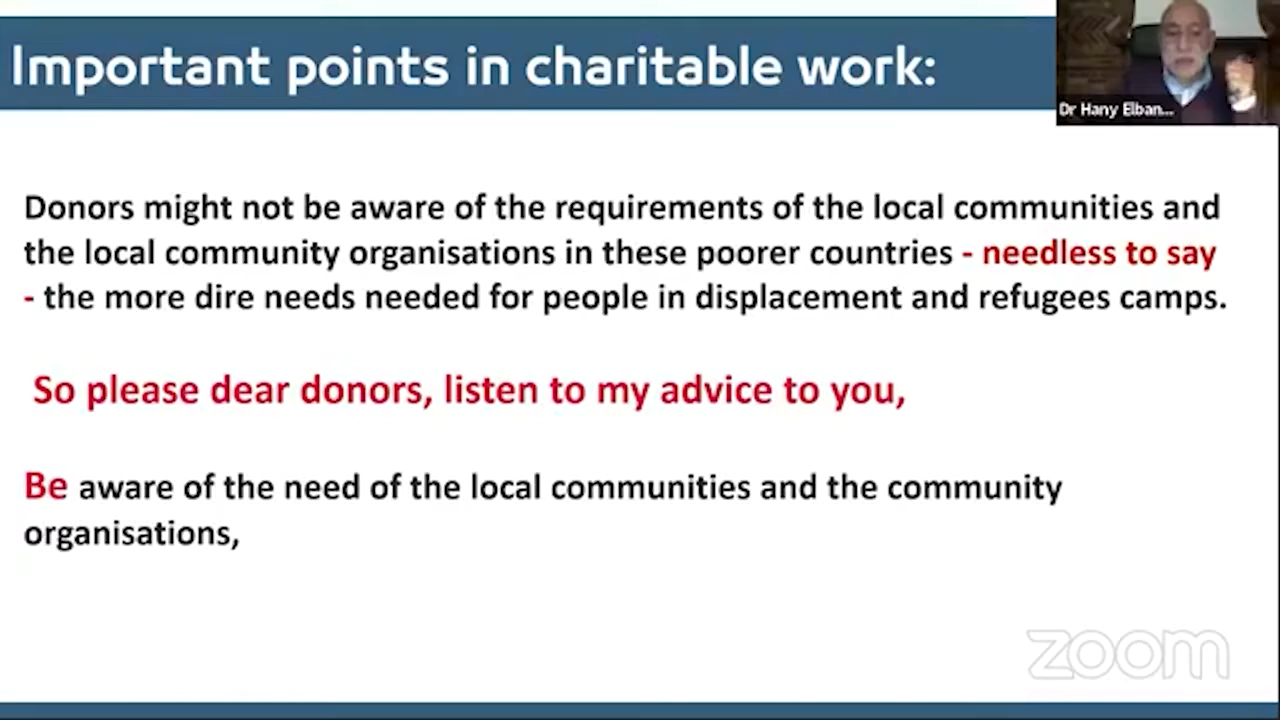 Important points in charitable work:
Dr Hany Elban...
Donors might not be aware of the requirements of the local communities and
the local community organisations in these poorer countries - needless to say
- the more dire needs needed for people in displacement and refugees camps.
So please dear donors, listen to my advice to you,
Be aware of the need of the local communities and the community
organisations,
zoom